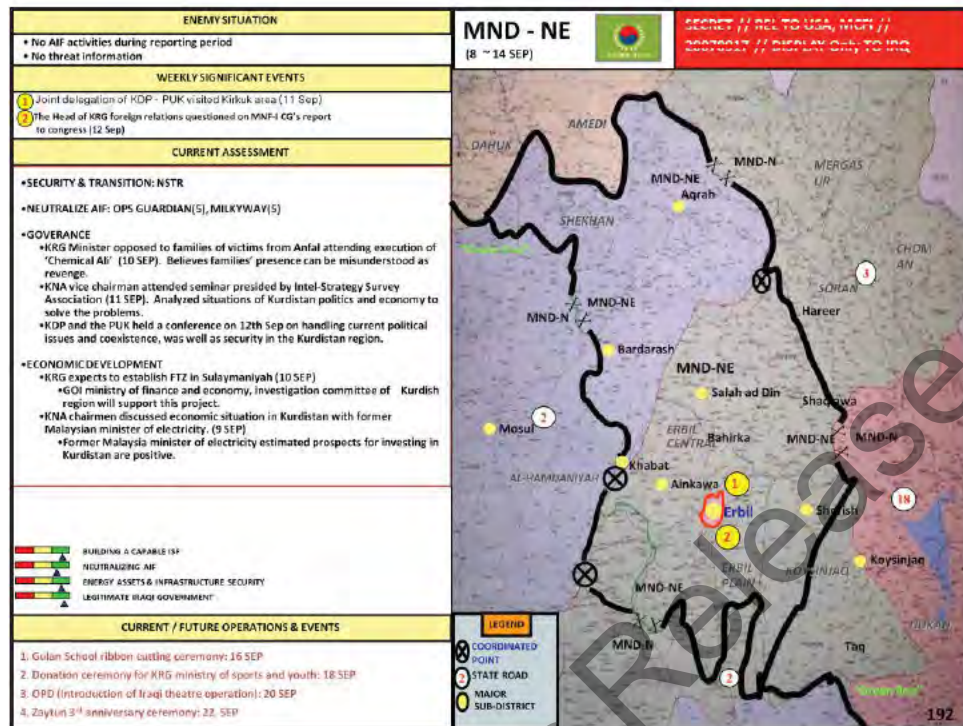 ENEMY SITUATION
• No AIF activities during reporting period
• No threat information
WEEKLY SIGNIFICANT EVENTS
1 Joint delegation of KDP - PUK visited Kirkuk area (11 Sep)
2 The Head of KRG foreign relations questioned on MNF-I CG's report
to congress (12 Sep)
CURRENT ASSESSMENT
•SECURITY & TRANSITION: NSTR
•NEUTRALIZE AIF: OPS GUARDIAN(5), MILKYWAY(5)
•GOVERANCE
•KRG Minister opposed to families of victims from Anfal attending execution of
'Chemical Ali' (10 SEP). Believes families' presence can be misunderstood as
revenge.
•KNA vice chairman attended seminar presided by Intel-Strategy Survey
Association (11 SEP). Analyzed situations of Kurdistan politics and economy to
solve the problems.
•KDP and the PUK held a conference on 12th Sep on handling current political
issues and coexistence, was well as security in the Kurdistan region.
•ECONOMIC DEVELOPMENT
•KRG expects to establish FTZ in Sulaymaniyah (10 SEP)
•GOI ministry of finance and economy, investigation committee of Kurdish
region will support this project.
•KNA chairmen discussed economic situation in Kurdistan with former
Malaysian minister of electricity. (9 SEP)
•Former Malaysia minister of electricity estimated prospects for investing in
Kurdistan are positive.
BUILDING A CAPABLE ISF
NEUTRALIZING AIF
ENERGY ASSETS & INFRASTRUCTURE SECURITY
LEGITIMATE IRAQI GOVERNMENT
CURRENT / FUTURE OPERATIONS & EVENTS
1. Gulan School ribbon cutting ceremony: 16 SEP
2. Donation ceremony for KRG ministry of sports and youth: 18 SEP
3. OPD (Introduction of Iraqi theatre operation): 20 SEP
4. Zaytun 3rd anniversary ceremony: 22, SEP
MND - NE
(8 ~ 14 SEP)
SECRET // REL TO USA, MCFI //
20070917 // DISPLAY Only TO IRQ
AMEDI
DAHUK
MND-N
MERGAS
UR
MND-NE
Aqrah
SHEKHAN
CHOM
AN
3
SORAN
Hareer
MND-NE
MND-N
Bardarash
MND-NE
Salah ad Din
Shaqlawa
2
Mosul
ERBIL
CENTRAL
Bahirka
MND-NE
MND-N
Khabat
AL-HAMDANIYAH
Ainkawa
1
Erbil
Sherish
18
2
Koysinjaq
ERBIL
PLAIN
KOYSINJAQ
MND-NE
MND-N
DUKAN
Taq
2
"Green line"
LEGEND
COORDINATED
POINT
2 STATE ROAD
MAJOR
SUB-DISTRICT
192
Release